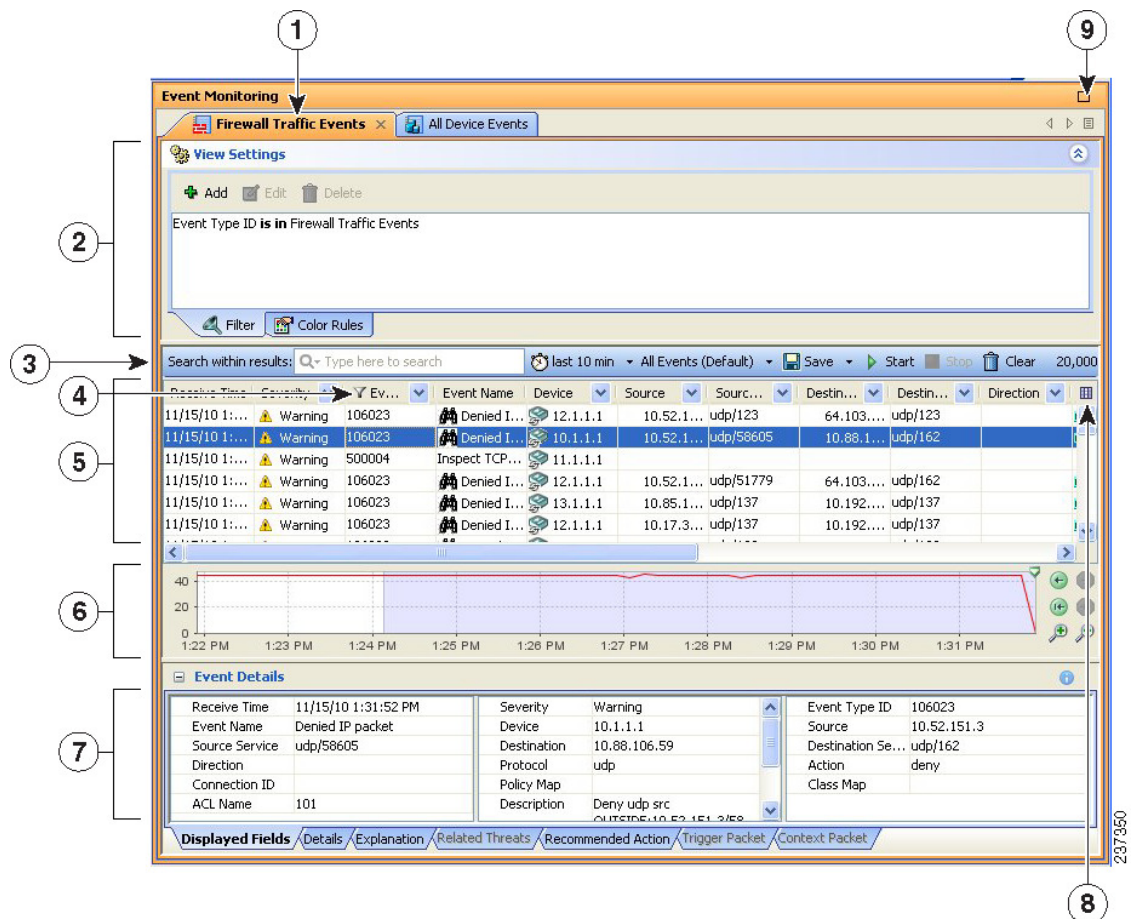 1
9
Event Monitoring
Firewall Traffic Events × All Device Events
View Settings
Add Edit Delete
2
Event Type ID is in Firewall Traffic Events
Filter Color Rules
3
Search within results: Type here to search last 10 min All Events (Default) Save Start Stop Clear 20,000
4
Receive Time Severity Ev... Event Name Device Source Sourc... Destin... Destin... Direction
11/15/10 1:... Warning 106023 Denied I... 12.1.1.1 10.52.1... udp/123 64.103.... udp/123
11/15/10 1:... Warning 106023 Denied I... 10.1.1.1 10.52.1... udp/58605 10.88.1... udp/162
5
11/15/10 1:... Warning 500004 Inspect TCP... 11.1.1.1
11/15/10 1:... Warning 106023 Denied I... 12.1.1.1 10.52.1... udp/51779 64.103.... udp/162
11/15/10 1:... Warning 106023 Denied I... 13.1.1.1 10.85.1... udp/137 10.192.... udp/137
11/15/10 1:... Warning 106023 Denied I... 12.1.1.1 10.17.3... udp/137 10.192.... udp/137
6
40
20
0
1:22 PM 1:23 PM 1:24 PM 1:25 PM 1:26 PM 1:27 PM 1:28 PM 1:29 PM 1:30 PM 1:31 PM
Event Details
7
Receive Time 11/15/10 1:31:52 PM Severity Warning Event Type ID 106023
Event Name Denied IP packet Device 10.1.1.1 Source 10.52.151.3
Source Service udp/58605 Destination 10.88.106.59 Destination Se... udp/162
Direction Protocol udp Action deny
Connection ID Policy Map Class Map
ACL Name 101 Description Deny udp src
OUTSIDE:10.52.151.3/58
Displayed Fields Details Explanation Related Threats Recommended Action Trigger Packet Context Packet
237350
8